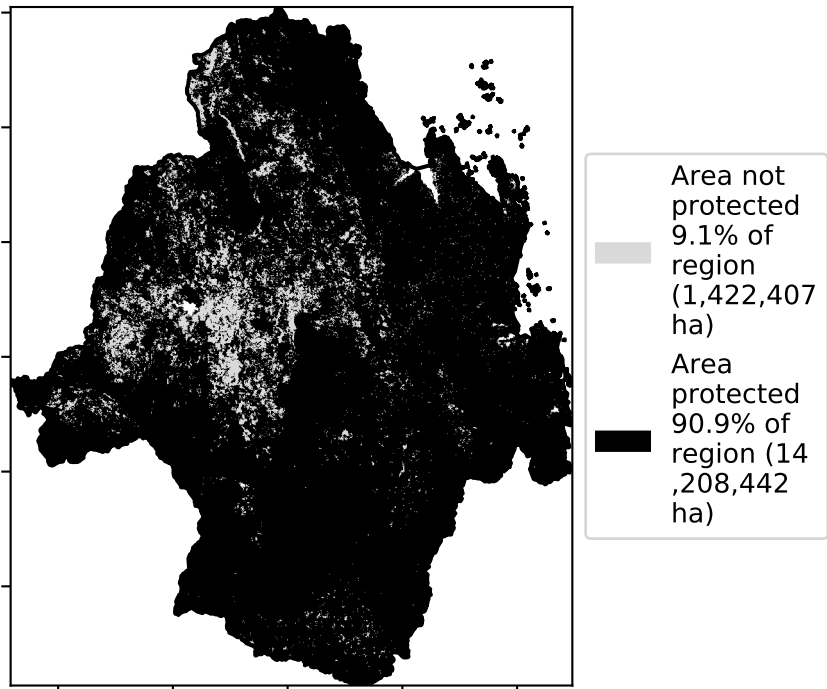 Area not
protected
9.1% of
region
(1,422,407
ha)
Area
protected
90.9% of
region (14
,208,442
ha)